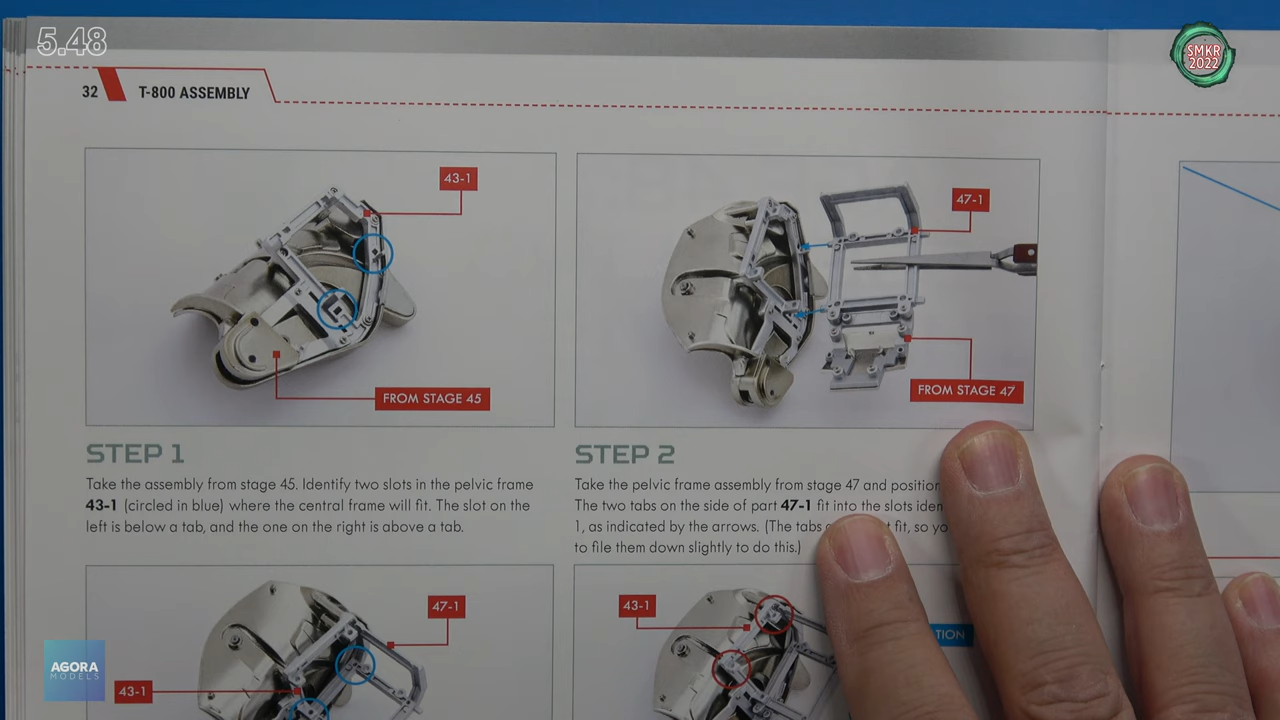 5.48
SMKR
2022
32 T-800 ASSEMBLY
43-1
FROM STAGE 45
47-1
FROM STAGE 47
STEP 1
Take the assembly from stage 45. Identify two slots in the pelvic frame
43-1 (circled in blue) where the central frame will fit. The slot on the
left is below a tab, and the one on the right is above a tab.
STEP 2
Take the pelvic frame assembly from stage 47 and position
The two tabs on the side of part 47-1 fit into the slots
1, as indicated by the arrows. (The tabs fit, so
to file them down slightly to do this.)
47-1
43-1
43-1
AGORA
MODELS